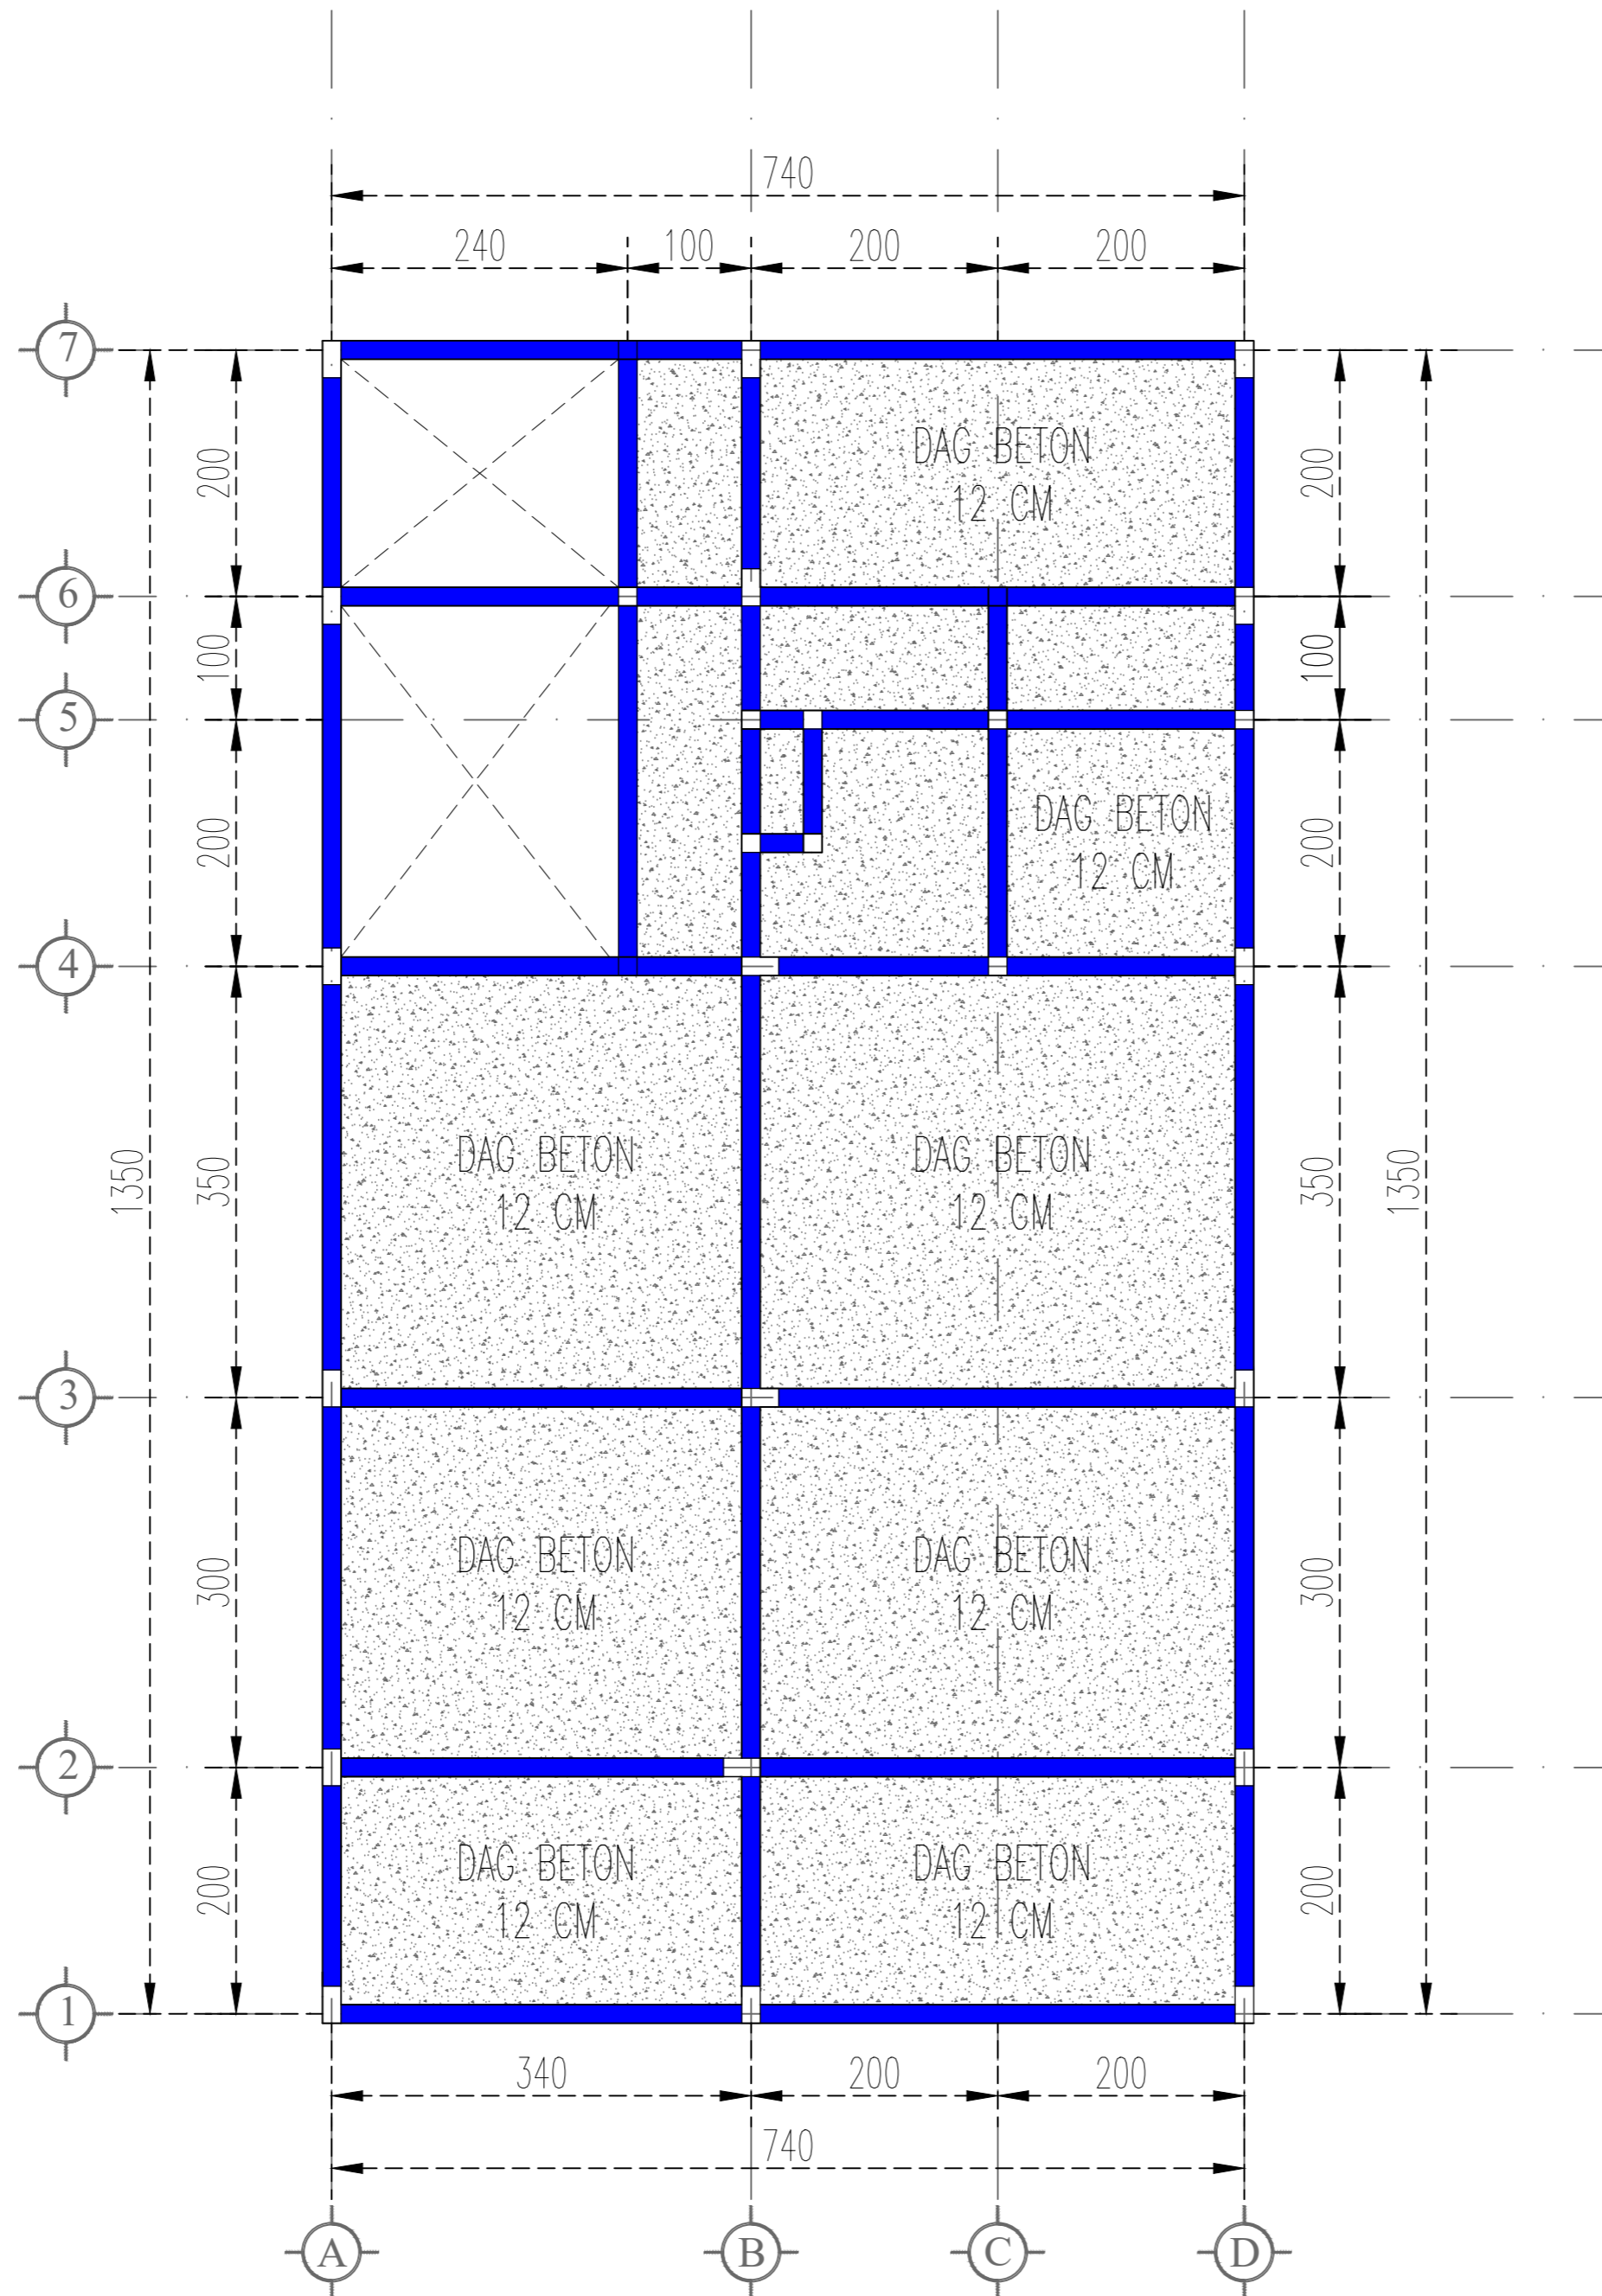 740
240 100 200 200
7
200 200
DAG BETON
12 CM
6
100 100
5
200 200
DAG BETON
12 CM
4
350 350
1350 1350
DAG BETON DAG BETON
12 CM 12 CM
3
300 300
DAG BETON DAG BETON
12 CM 12 CM
2
200 200
DAG BETON DAG BETON
12 CM 12 CM
1
340 200 200
740
A B C D